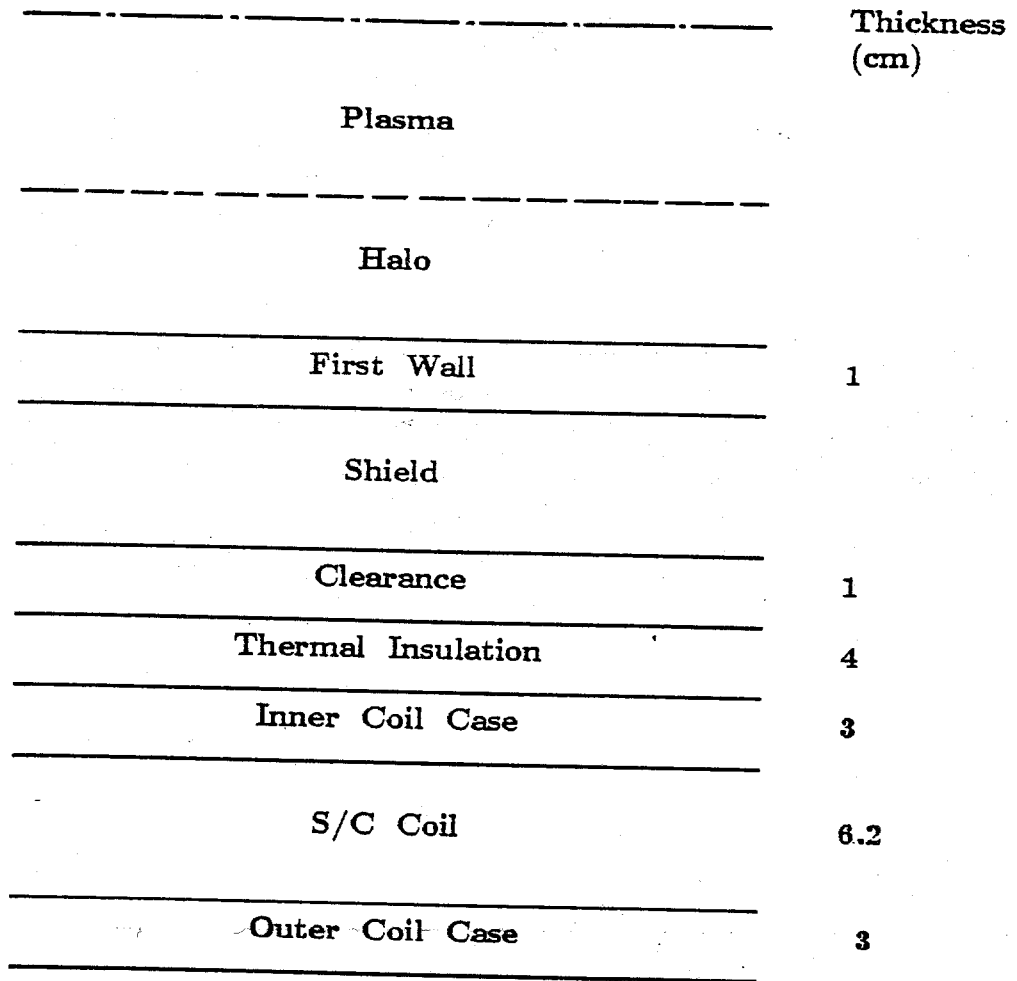 Thickness
(cm)
Plasma
Halo
First Wall 1
Shield
Clearance 1
Thermal Insulation 4
Inner Coil Case 3
S/C Coil 6.2
Outer Coil Case 3